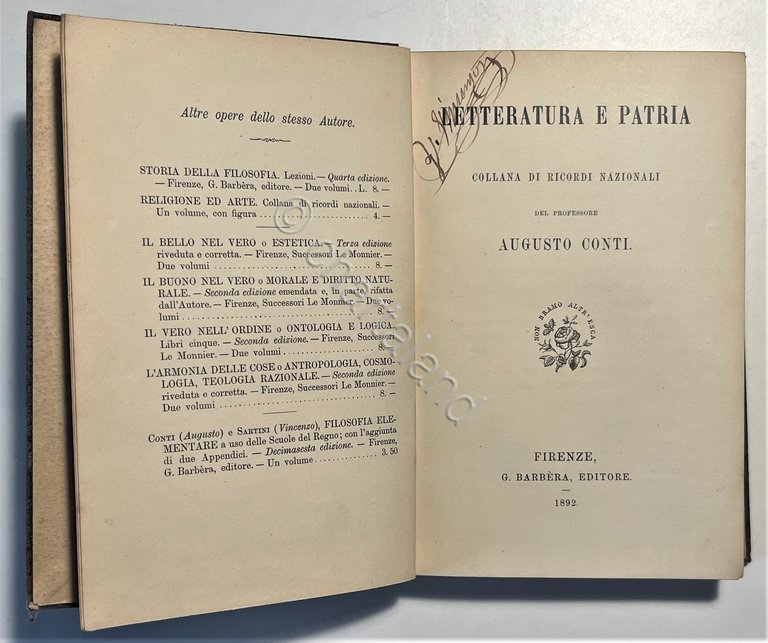 Altre opere dello stesso Autore.
STORIA DELLA FILOSOFIA. Lezioni. — Quarta edizione.
— Firenze, G. Barbèra, editore. — Due volumi.. L. 8. —
RELIGIONE ED ARTE. Collana di ricordi nazionali. —
Un volume, con figura . . . . . . . . . . . . 4. —
IL BELLO NEL VERO o ESTETICA. — Terza edizione
riveduta e corretta. — Firenze, Successori Le Monnier. —
Due volumi . . . . . . . . . . . . . . . . 8. —
IL BUONO NEL VERO o MORALE E DIRITTO NATU-
RALE. — Seconda edizione emendata e, in parte, rifatta
dall'Autore. — Firenze, Successori Le Monnier. — Due vo-
lumi . . . . . . . . . . . . . . . . . . 8. —
IL VERO NELL'ORDINE o ONTOLOGIA E LOGICA.
Libri cinque. — Seconda edizione. — Firenze, Successori
Le Monnier. — Due volumi . . . . . . . . . . 8. —
L'ARMONIA DELLE COSE o ANTROPOLOGIA, COSMO-
LOGIA, TEOLOGIA RAZIONALE. — Seconda edizione
riveduta e corretta. — Firenze, Successori Le Monnier. —
Due volumi . . . . . . . . . . . . . . . . 8. —
CONTI (Augusto) e SARTINI (Vincenzo), FILOSOFIA ELE-
MENTARE a uso delle Scuole del Regno; con l'aggiunta
di due Appendici. — Decimasesta edizione. — Firenze,
G. Barbèra, editore. — Un volume . . . . . . . 3. 50
LETTERATURA E PATRIA
COLLANA DI RICORDI NAZIONALI
DEL PROFESSORE
AUGUSTO CONTI.
NON BRAMO ALTR'ESCA
FIRENZE,
G. BARBÈRA, EDITORE.
1892.
© chartaland